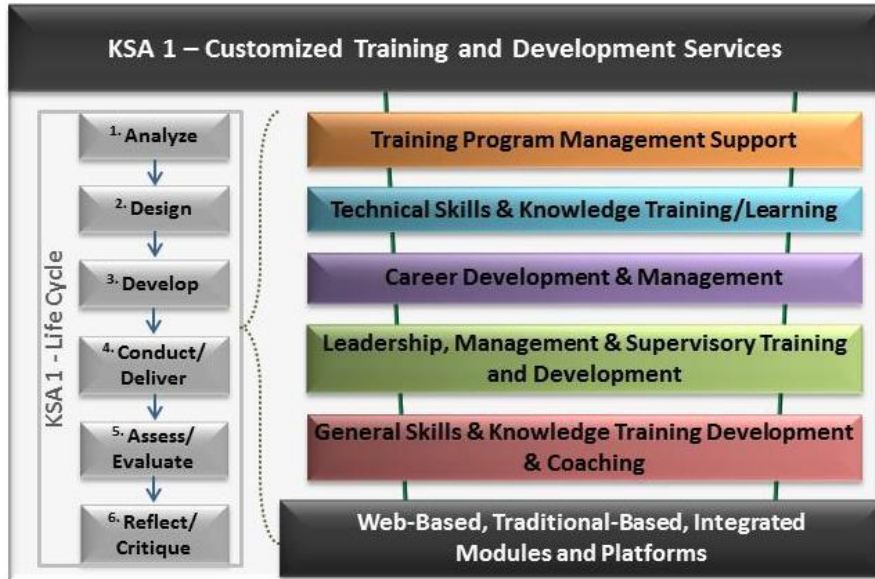 KSA 1 – Customized Training and Development Services
KSA 1 - Life Cycle
1. Analyze
2. Design
3. Develop
4. Conduct/
Deliver
5. Assess/
Evaluate
6. Reflect/
Critique
Training Program Management Support
Technical Skills & Knowledge Training/Learning
Career Development & Management
Leadership, Management & Supervisory Training
and Development
General Skills & Knowledge Training Development
& Coaching
Web-Based, Traditional-Based, Integrated
Modules and Platforms